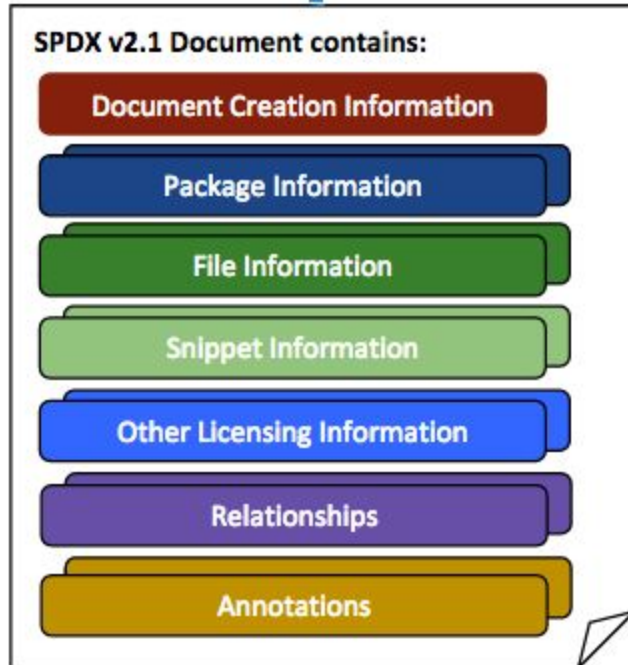 SPDX v2.1 Document contains:
Document Creation Information
Package Information
File Information
Snippet Information
Other Licensing Information
Relationships
Annotations